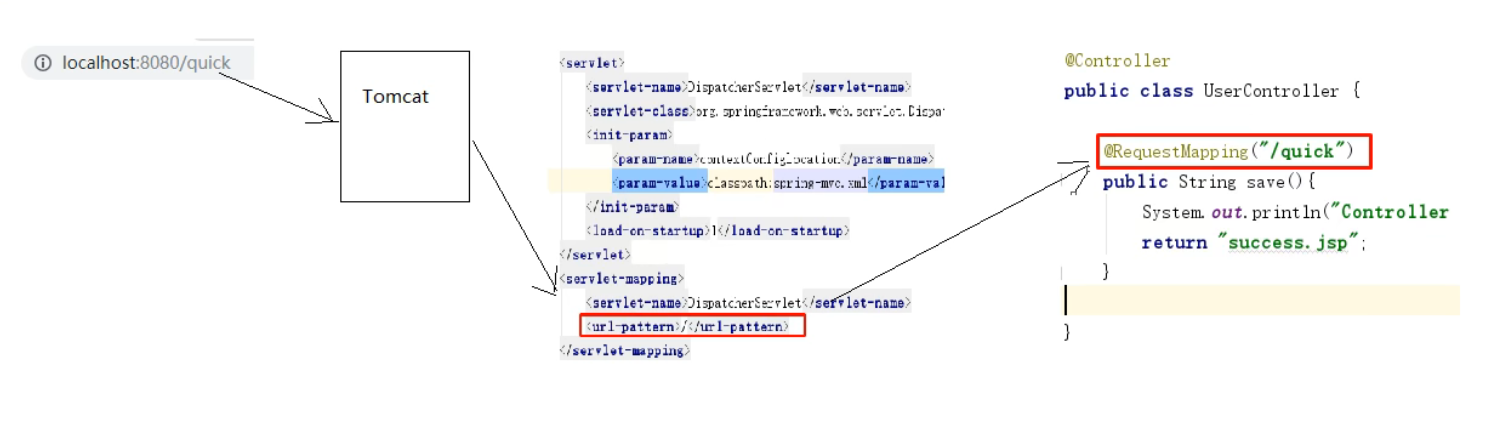 localhost:8080/quick
Tomcat
<servlet>
<servlet-name>DispatcherServlet</servlet-name>
<servlet-class>org.springframework.web.servlet.Dispat
<init-param>
<param-name>contextConfigLocation</param-name>
<param-value>classpath:spring-mvc.xml</param-val
</init-param>
<load-on-startup>1</load-on-startup>
</servlet>
<servlet-mapping>
<servlet-name>DispatcherServlet</servlet-name>
<url-pattern>/</url-pattern>
</servlet-mapping>
@Controller
public class UserController {
@RequestMapping("/quick")
public String save(){
System.out.println("Controller
return "success.jsp";
}
}